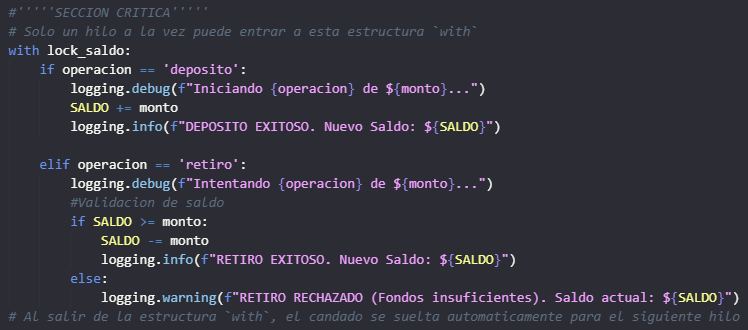 #'''''SECCION CRITICA'''''
# Solo un hilo a la vez puede entrar a esta estructura `with`
with lock_saldo:
    if operacion == 'deposito':
        logging.debug(f"Iniciando {operacion} de ${monto}...")
        SALDO += monto
        logging.info(f"DEPOSITO EXITOSO. Nuevo Saldo: ${SALDO}")

    elif operacion == 'retiro':
        logging.debug(f"Intentando {operacion} de ${monto}...")
        #Validacion de saldo
        if SALDO >= monto:
            SALDO -= monto
            logging.info(f"RETIRO EXITOSO. Nuevo Saldo: ${SALDO}")
        else:
            logging.warning(f"RETIRO RECHAZADO (Fondos insuficientes). Saldo actual: ${SALDO}")
# Al salir de la estructura `with`, el candado se suelta automaticamente para el siguiente hilo